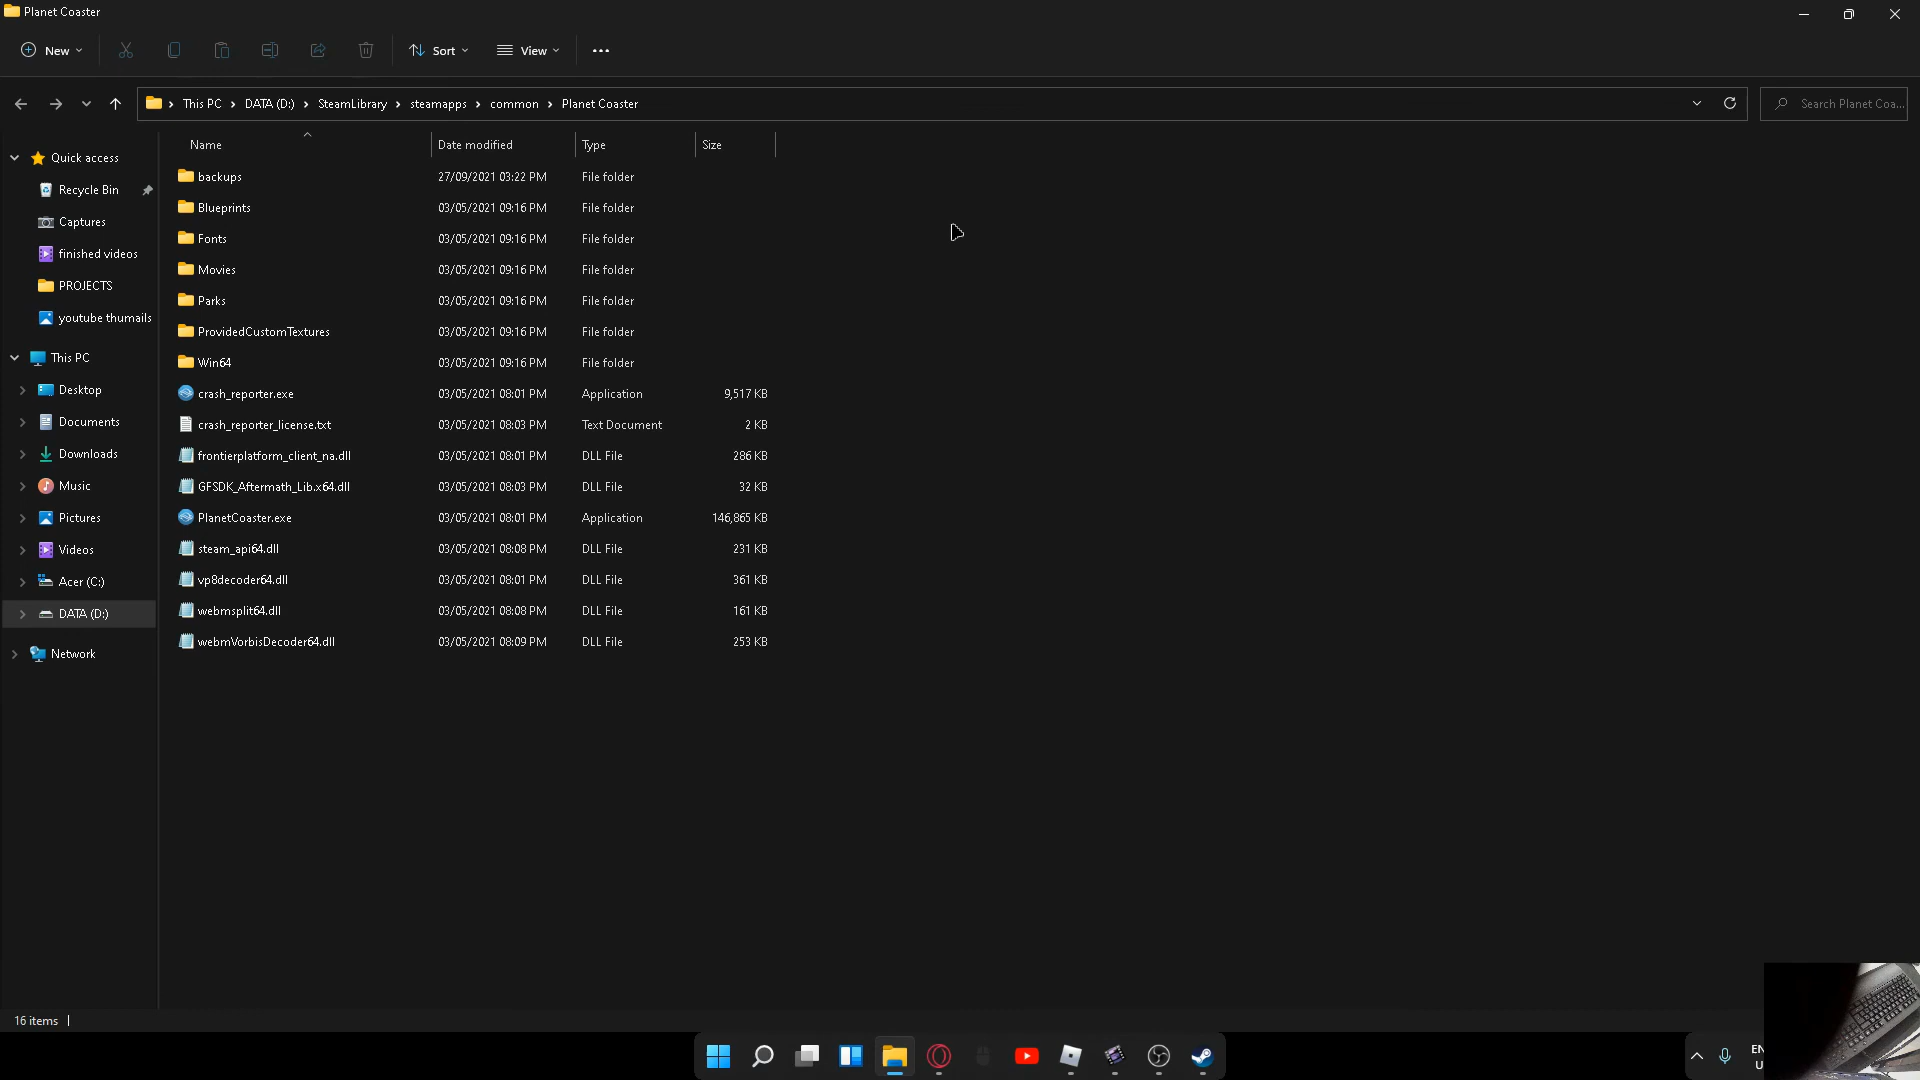 Planet Coaster
New
Sort
View
This PC > DATA (D:) > SteamLibrary > steamapps > common > Planet Coaster
Search Planet Coa...
Name Date modified Type Size
Quick access
Recycle Bin
Captures
finished videos
PROJECTS
youtube thumails
This PC
Desktop
Documents
Downloads
Music
Pictures
Videos
Acer (C:)
DATA (D:)
Network
backups 27/09/2021 03:22 PM File folder
Blueprints 03/05/2021 09:16 PM File folder
Fonts 03/05/2021 09:16 PM File folder
Movies 03/05/2021 09:16 PM File folder
Parks 03/05/2021 09:16 PM File folder
ProvidedCustomTextures 03/05/2021 09:16 PM File folder
Win64 03/05/2021 09:16 PM File folder
crash_reporter.exe 03/05/2021 08:01 PM Application 9,517 KB
crash_reporter_license.txt 03/05/2021 08:03 PM Text Document 2 KB
frontierplatform_client_na.dll 03/05/2021 08:01 PM DLL File 286 KB
GFSDK_Aftermath_Lib.x64.dll 03/05/2021 08:03 PM DLL File 32 KB
PlanetCoaster.exe 03/05/2021 08:01 PM Application 146,865 KB
steam_api64.dll 03/05/2021 08:08 PM DLL File 231 KB
vp8decoder64.dll 03/05/2021 08:01 PM DLL File 361 KB
webmsplit64.dll 03/05/2021 08:08 PM DLL File 161 KB
webmVorbisDecoder64.dll 03/05/2021 08:09 PM DLL File 253 KB
16 items
EN
U